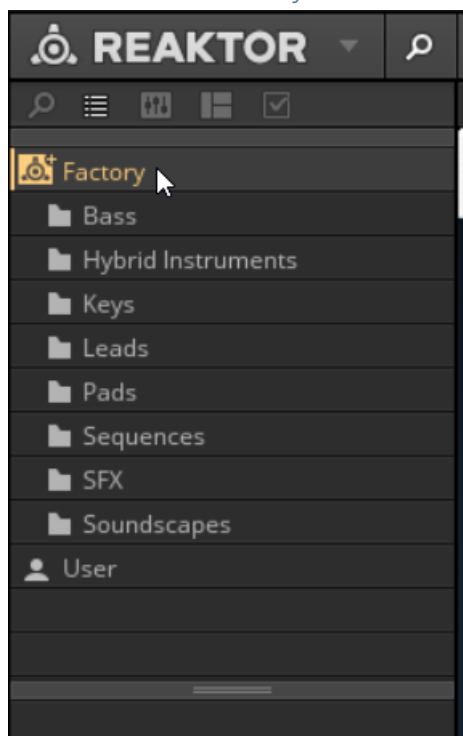 REAKTOR
Factory
Bass
Hybrid Instruments
Keys
Leads
Pads
Sequences
SFX
Soundscapes
User